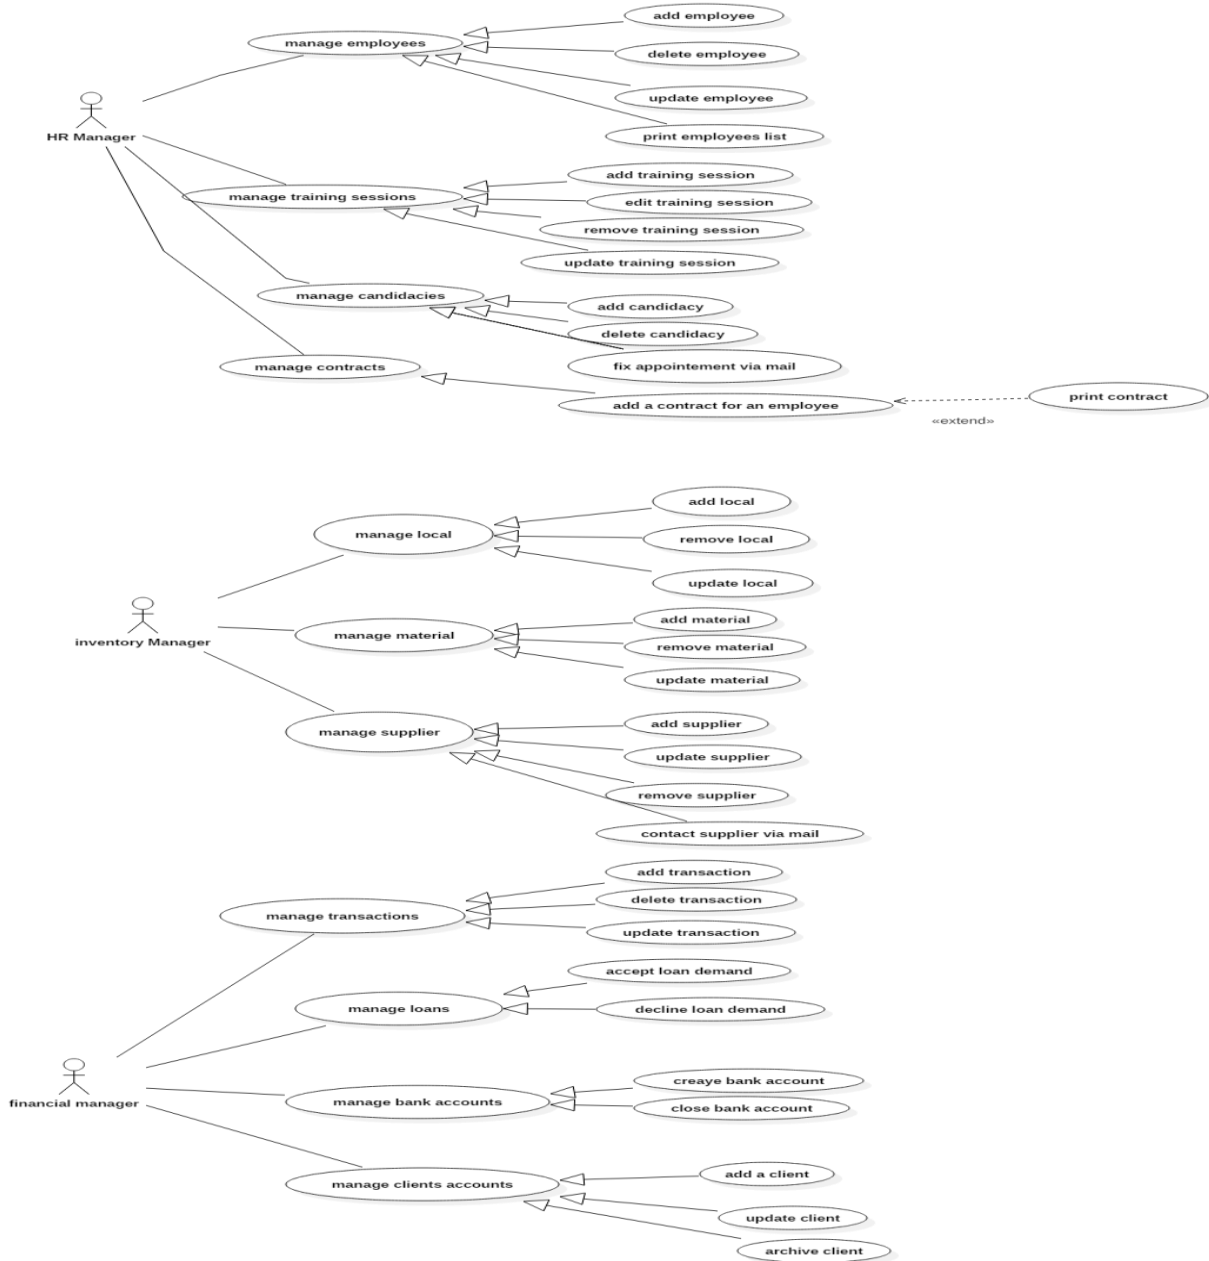 add employee
manage employees
delete employee
update employee
HR Manager
print employees list
add training session
manage training sessions
edit training session
remove training session
update training session
manage candidacies
add candidacy
delete candidacy
manage contracts
fix appointement via mail
add a contract for an employee
print contract
«extend»
add local
manage local
remove local
update local
inventory Manager
add material
manage material
remove material
update material
add supplier
manage supplier
update supplier
remove supplier
contact supplier via mail
add transaction
delete transaction
manage transactions
update transaction
accept loan demand
manage loans
decline loan demand
creaye bank account
financial manager
manage bank accounts
close bank account
add a client
manage clients accounts
update client
archive client